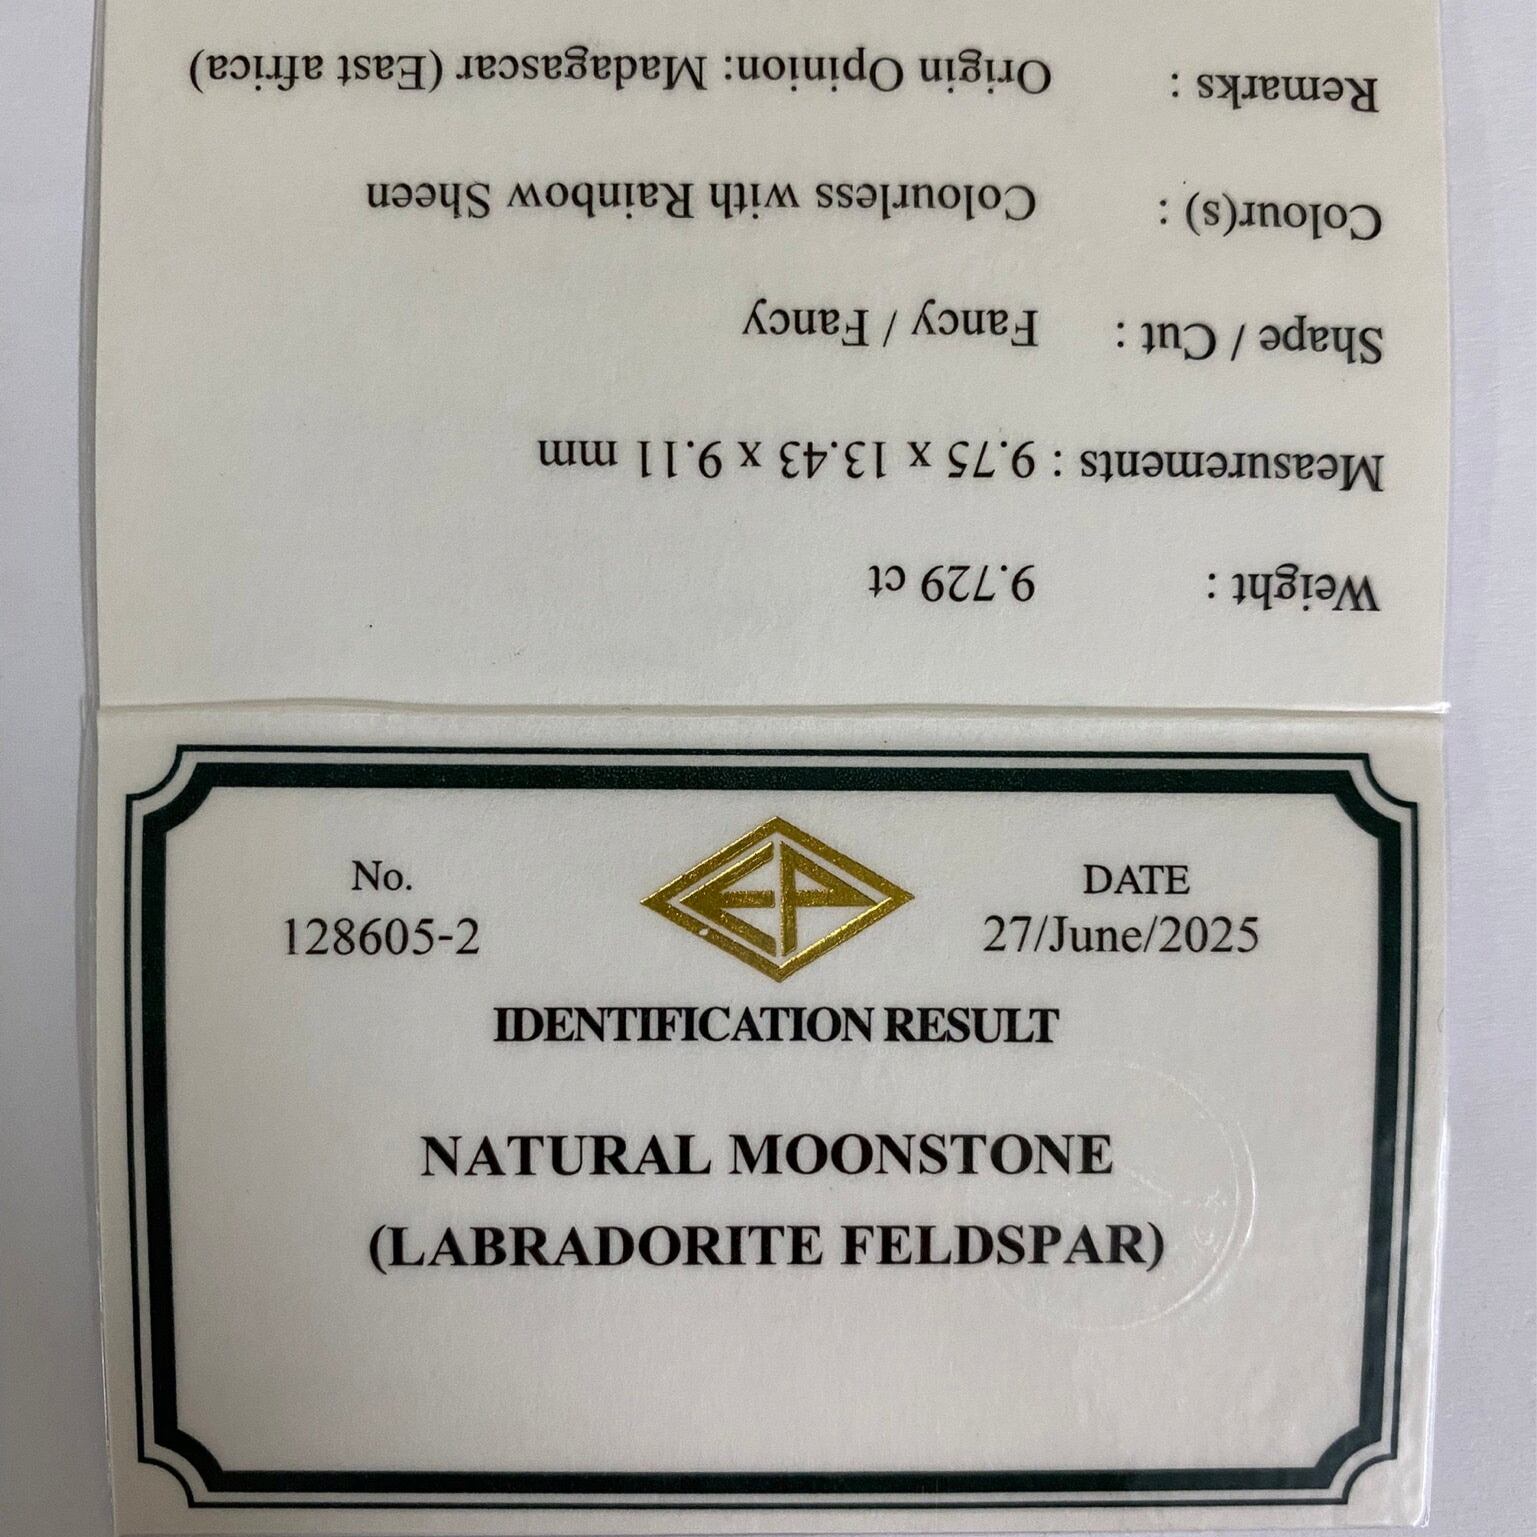 No.
128605-2
EP
DATE
27/June/2025
IDENTIFICATION RESULT
NATURAL MOONSTONE
(LABRADORITE FELDSPAR)
Weight : 9.729 ct
Measurements : 9.75 x 13.43 x 9.11 mm
Shape / Cut : Fancy / Fancy
Colour(s) : Colourless with Rainbow Sheen
Remarks : Origin Opinion: Madagascar (East africa)